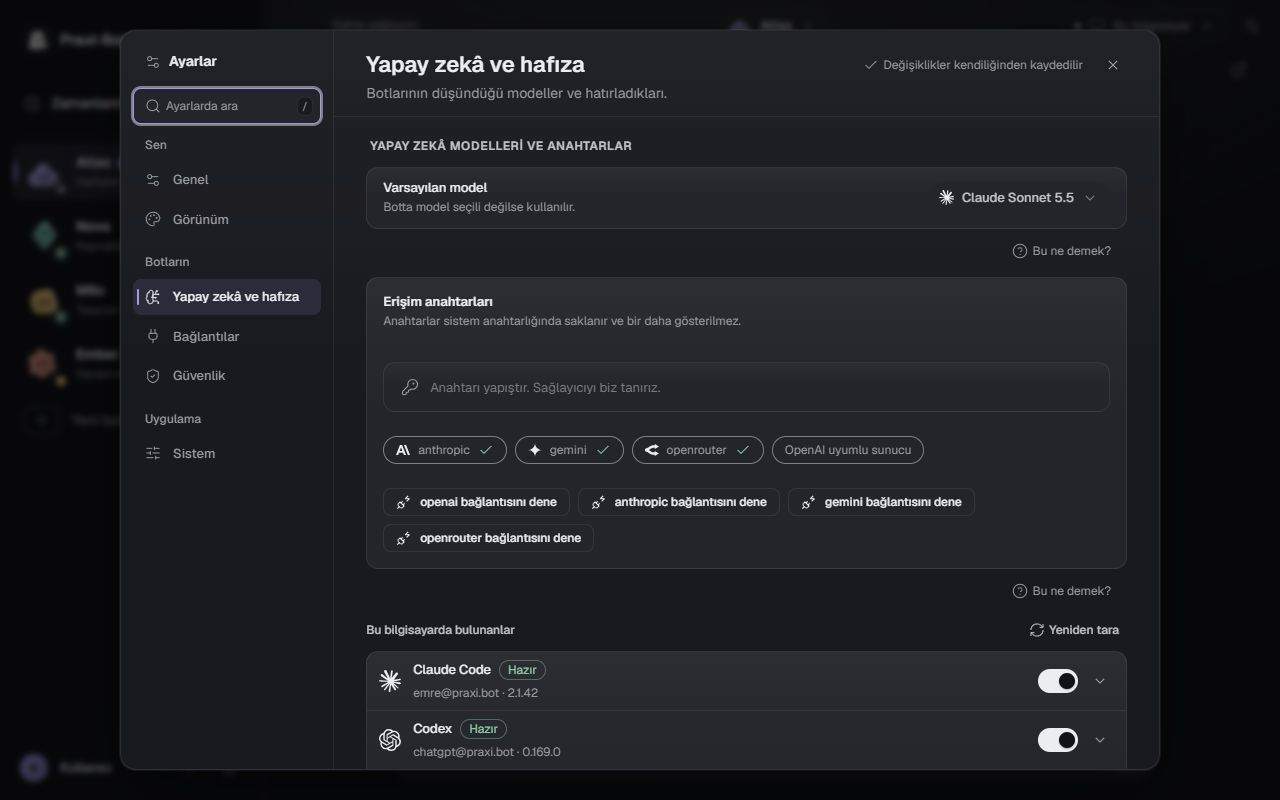 Ayarlar
Ayarlarda ara
/
Sen
Genel
Görünüm
Botların
Yapay zekâ ve hafıza
Bağlantılar
Güvenlik
Uygulama
Sistem
Yapay zekâ ve hafıza
Değişiklikler kendiliğinden kaydedilir
Botlarının düşündüğü modeller ve hatırladıkları.
YAPAY ZEKÂ MODELLERİ VE ANAHTARLAR
Varsayılan model
Botta model seçili değilse kullanılır.
Claude Sonnet 5.5
Bu ne demek?
Erişim anahtarları
Anahtarlar sistem anahtarlığında saklanır ve bir daha gösterilmez.
Anahtarı yapıştır. Sağlayıcıyı biz tanırız.
anthropic
gemini
openrouter
OpenAI uyumlu sunucu
openai bağlantısını dene
anthropic bağlantısını dene
gemini bağlantısını dene
openrouter bağlantısını dene
Bu ne demek?
Bu bilgisayarda bulunanlar
Yeniden tara
Claude Code Hazır
emre@praxi.bot · 2.1.42
Codex Hazır
chatgpt@praxi.bot · 0.169.0